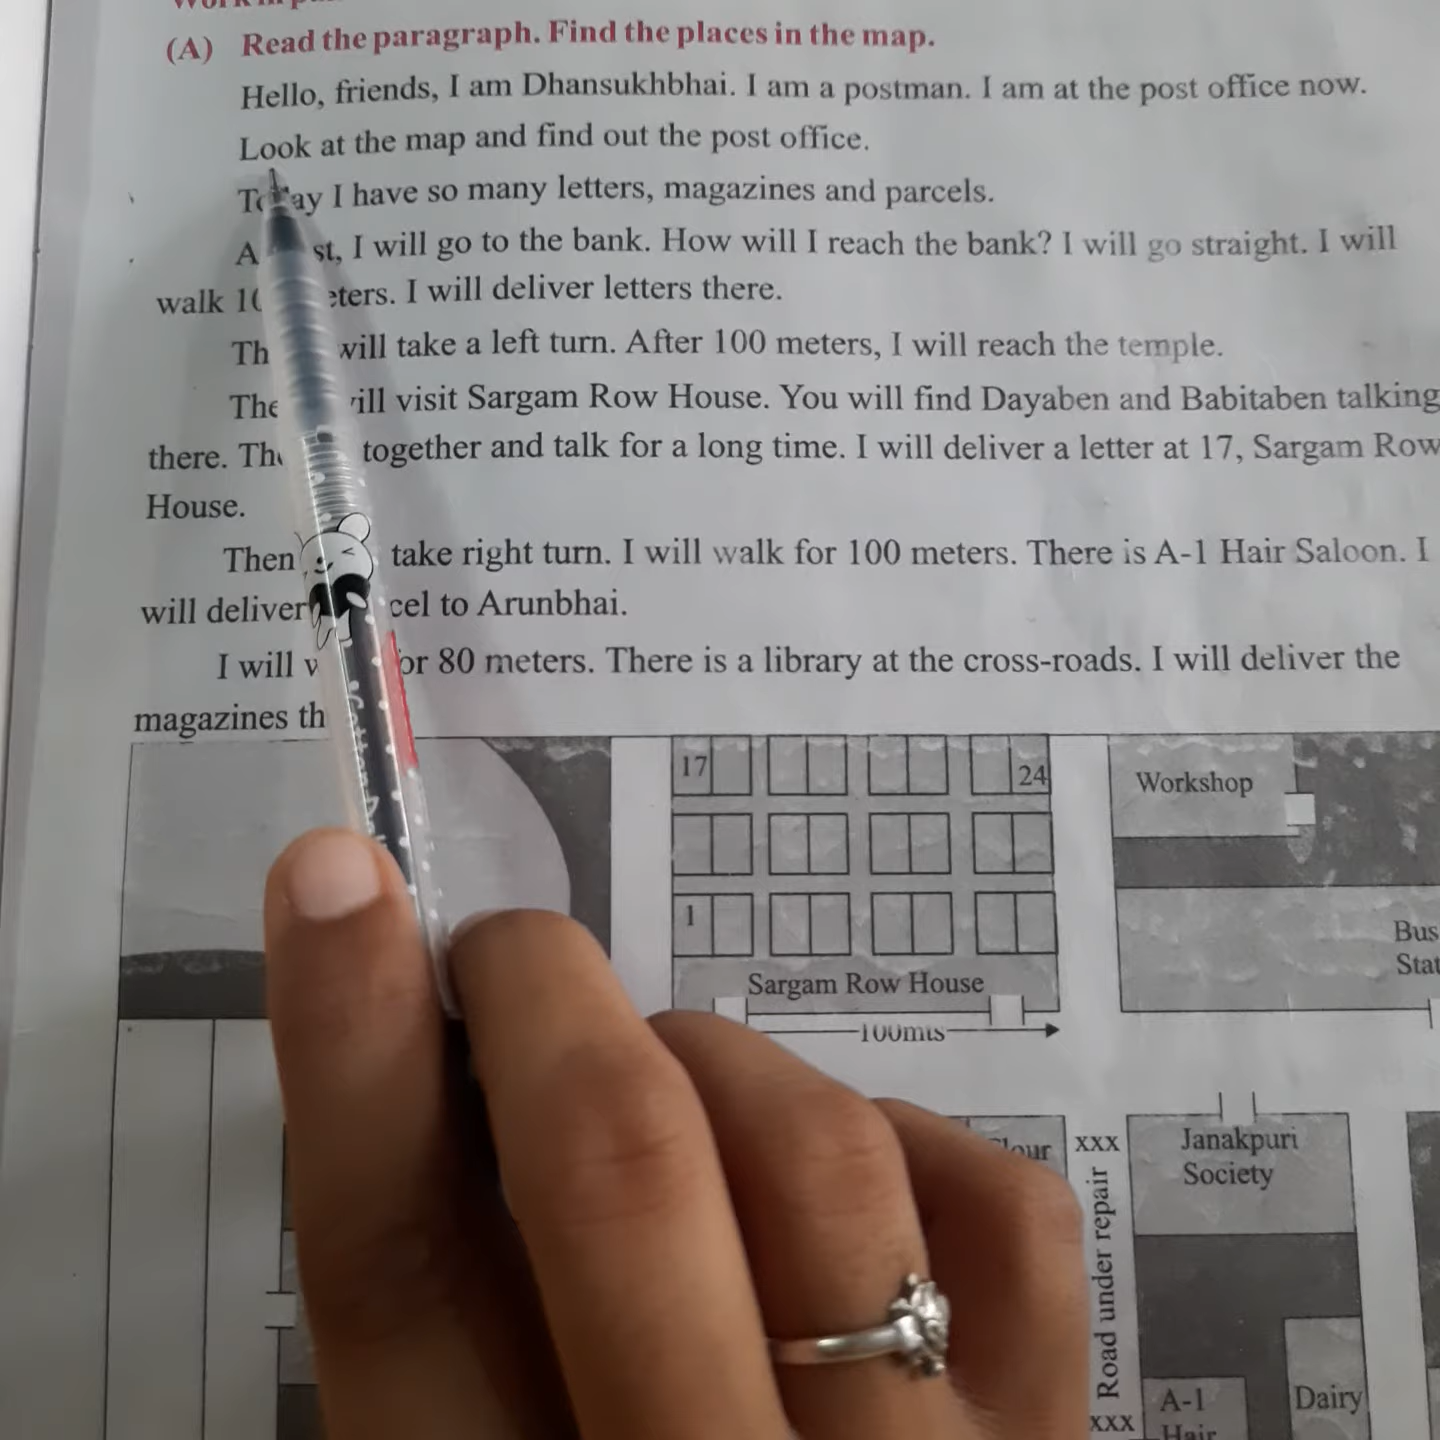 (A) Read the paragraph. Find the places in the map.
Hello, friends, I am Dhansukhbhai. I am a postman. I am at the post office now.
Look at the map and find out the post office.
I have so many letters, magazines and parcels.
I will go to the bank. How will I reach the bank? I will go straight. I will
walk I will deliver letters there.
will take a left turn. After 100 meters, I will reach the temple.
visit Sargam Row House. You will find Dayaben and Babitaben talking
there. together and talk for a long time. I will deliver a letter at 17, Sargam Row
House.
Then take right turn. I will walk for 100 meters. There is A-1 Hair Saloon. I
will deliver to Arunbhai.
I will 80 meters. There is a library at the cross-roads. I will deliver the
magazines
17
24
Workshop
1
Bus
Sargam Row House
100mts
XXX
Janakpuri
Society
Road under repair
XXX
A-1
Hair
Dairy